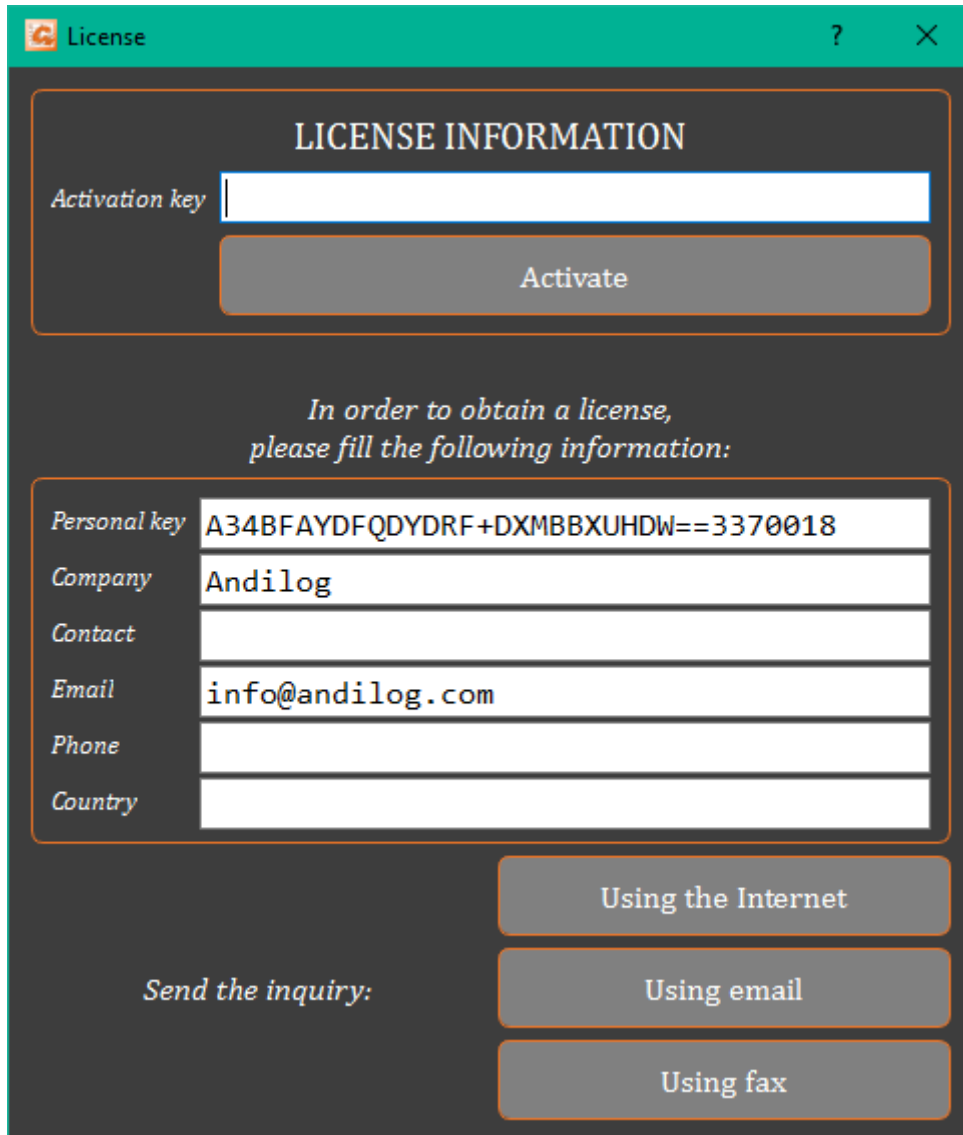 License
?
LICENSE INFORMATION
Activation key
Activate
In order to obtain a license,
please fill the following information:
Personal key A34BFAYDFQDYDRF+DXMBBXUHDW==3370018
Company Andilog
Contact
Email info@andilog.com
Phone
Country
Using the Internet
Send the inquiry: Using email
Using fax